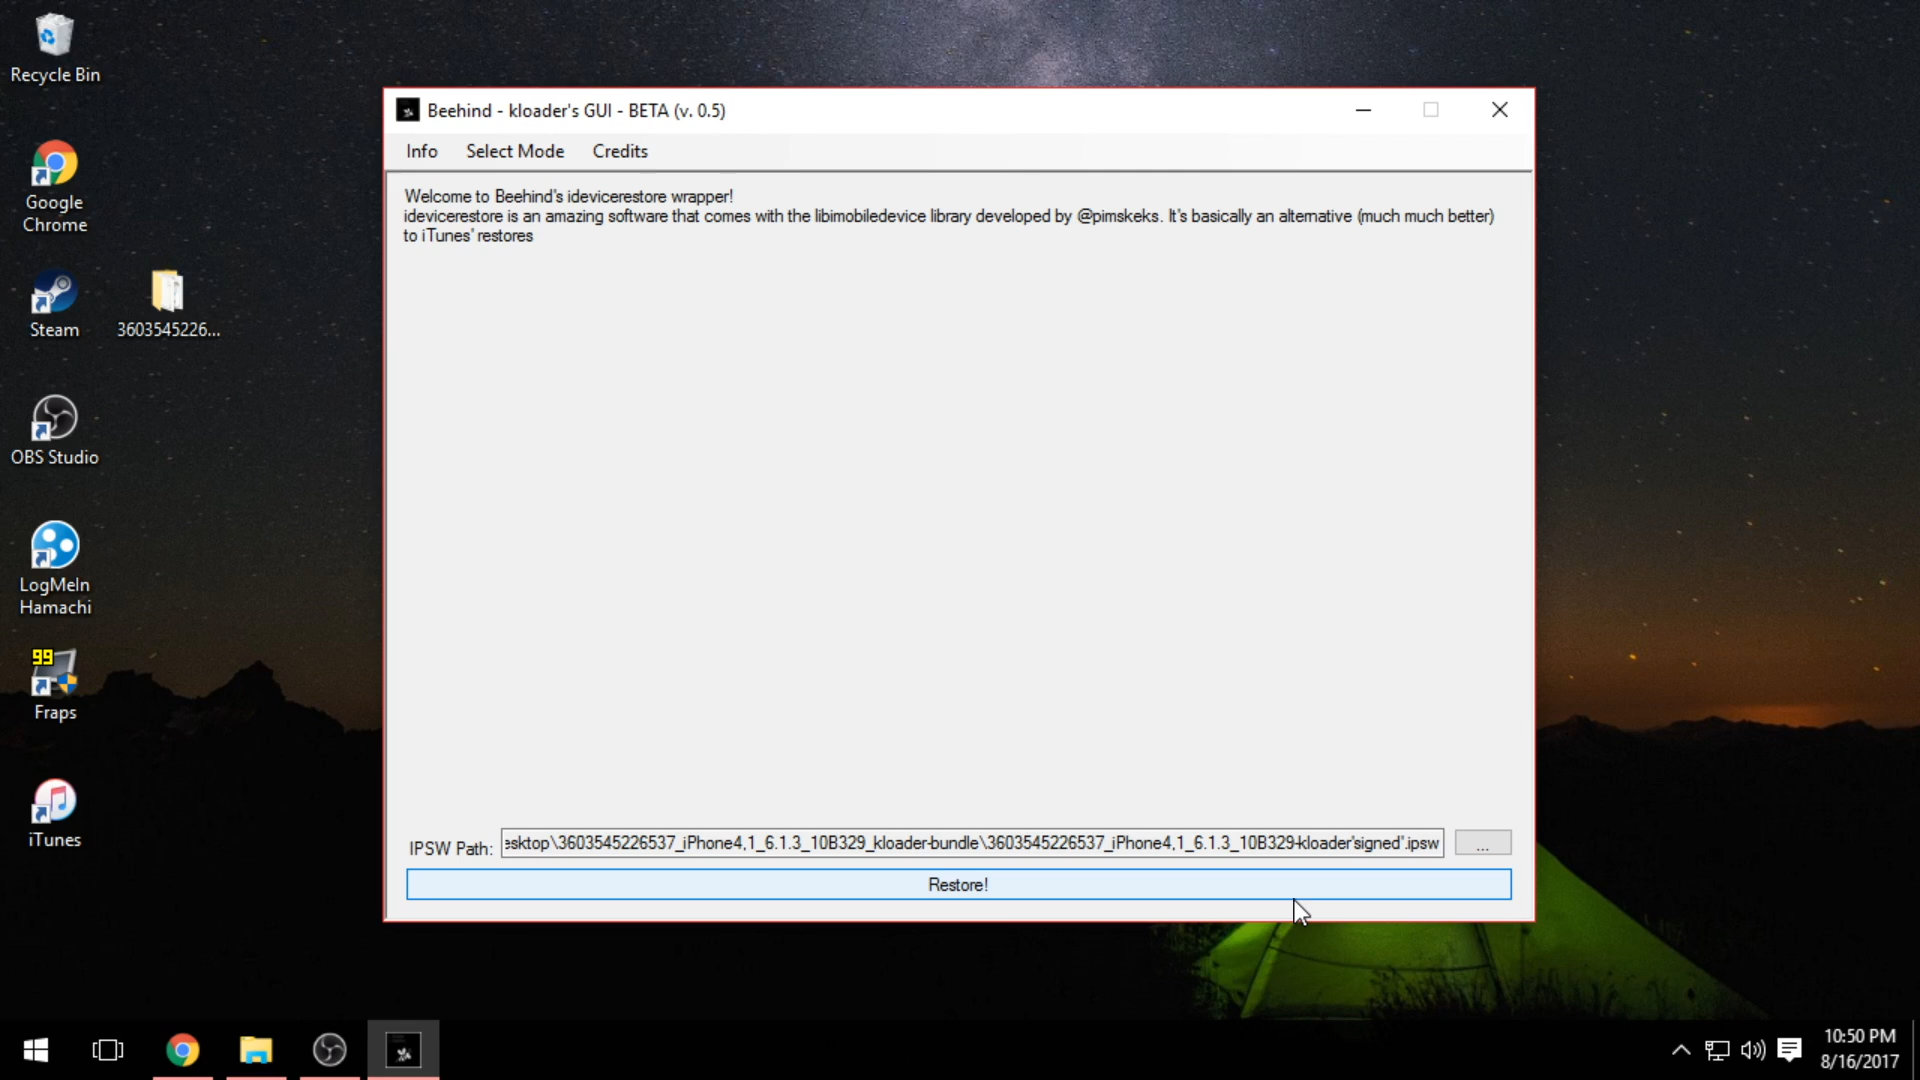 Recycle Bin
Google
Chrome
Steam
3603545226...
OBS Studio
LogMeIn
Hamachi
99
Fraps
iTunes
Beehind - kloader's GUI - BETA (v. 0.5)
Info Select Mode Credits
Welcome to Beehind's idevicerestore wrapper!
idevicerestore is an amazing software that comes with the libimobiledevice library developed by @pimskeks. It's basically an alternative (much much better)
to iTunes' restores
IPSW Path: esktop\3603545226537_iPhone4,1_6.1.3_10B329_kloader-bundle\3603545226537_iPhone4,1_6.1.3_10B329-kloader'signed'.ipsw ...
Restore!
10:50 PM
8/16/2017